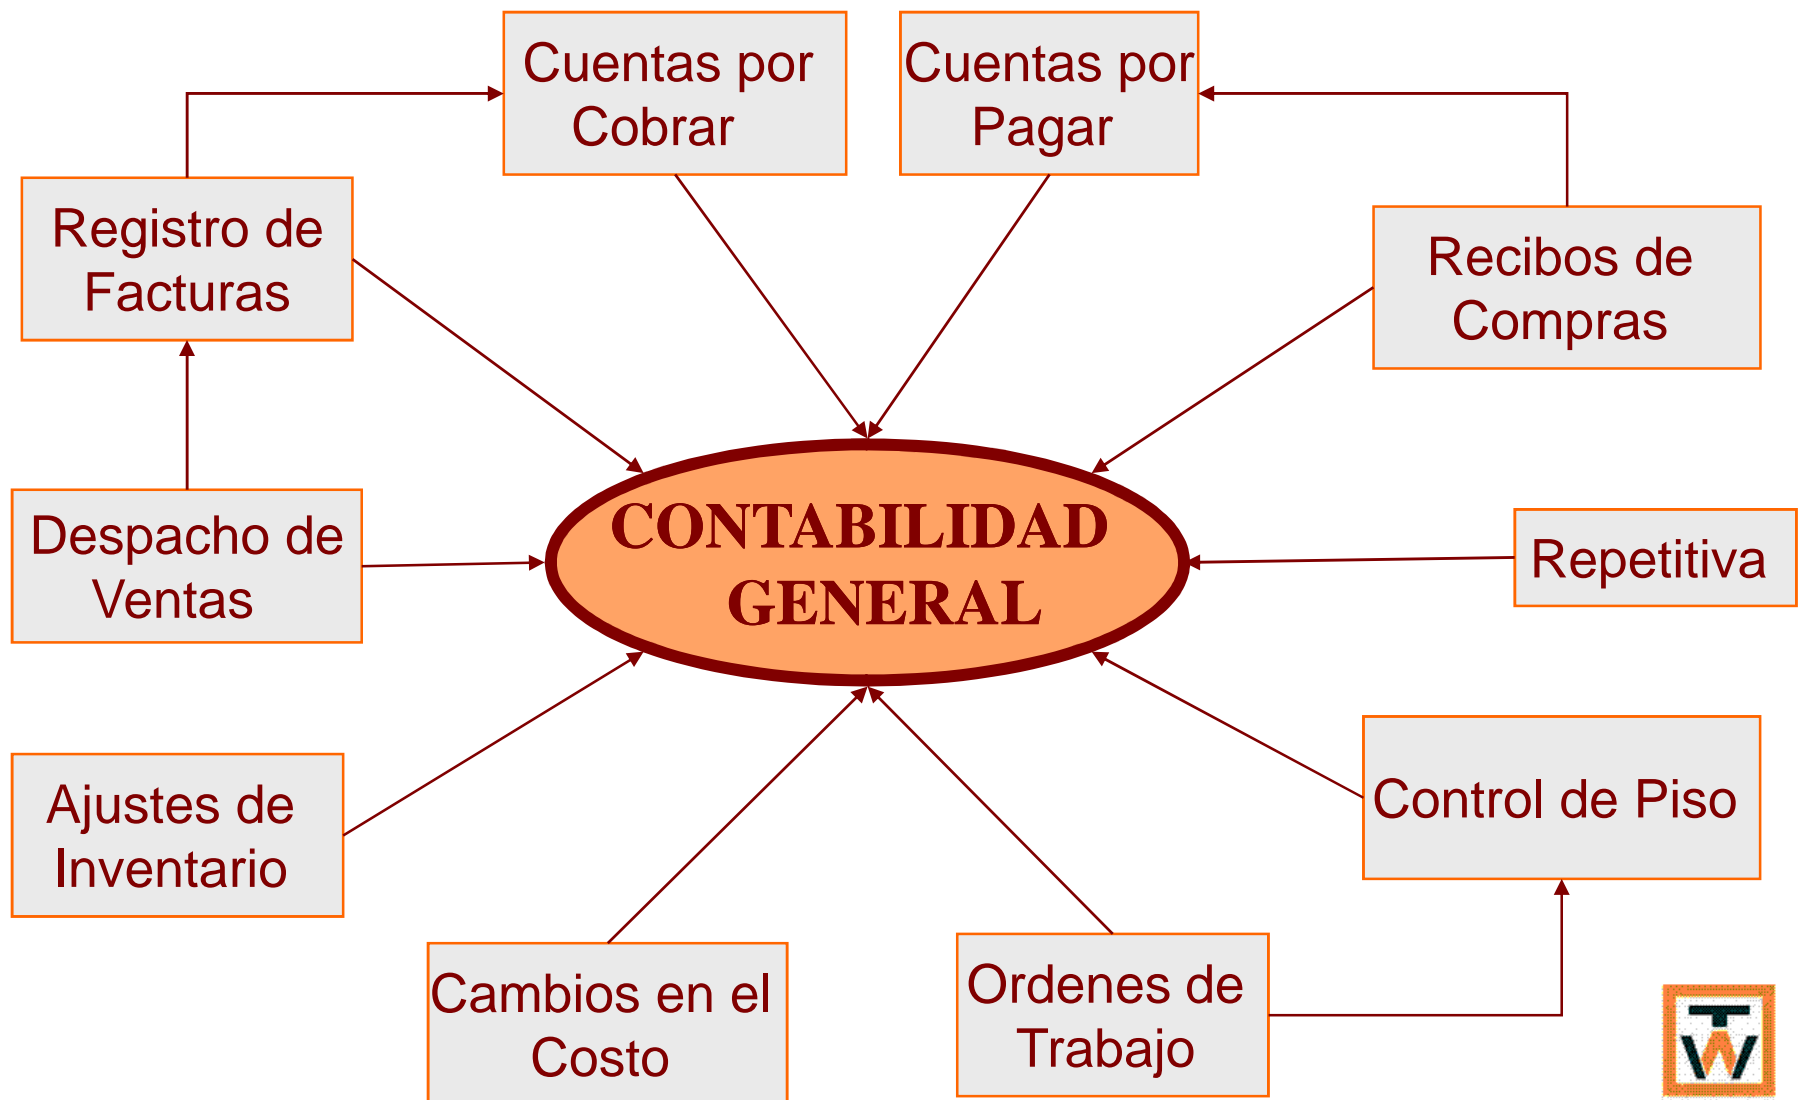 Cuentas por
Cobrar
Cuentas por
Pagar
Registro de
Facturas
Recibos de
Compras
Despacho de
Ventas
CONTABILIDAD
GENERAL
Repetitiva
Ajustes de
Inventario
Control de Piso
Cambios en el
Costo
Ordenes de
Trabajo
TW